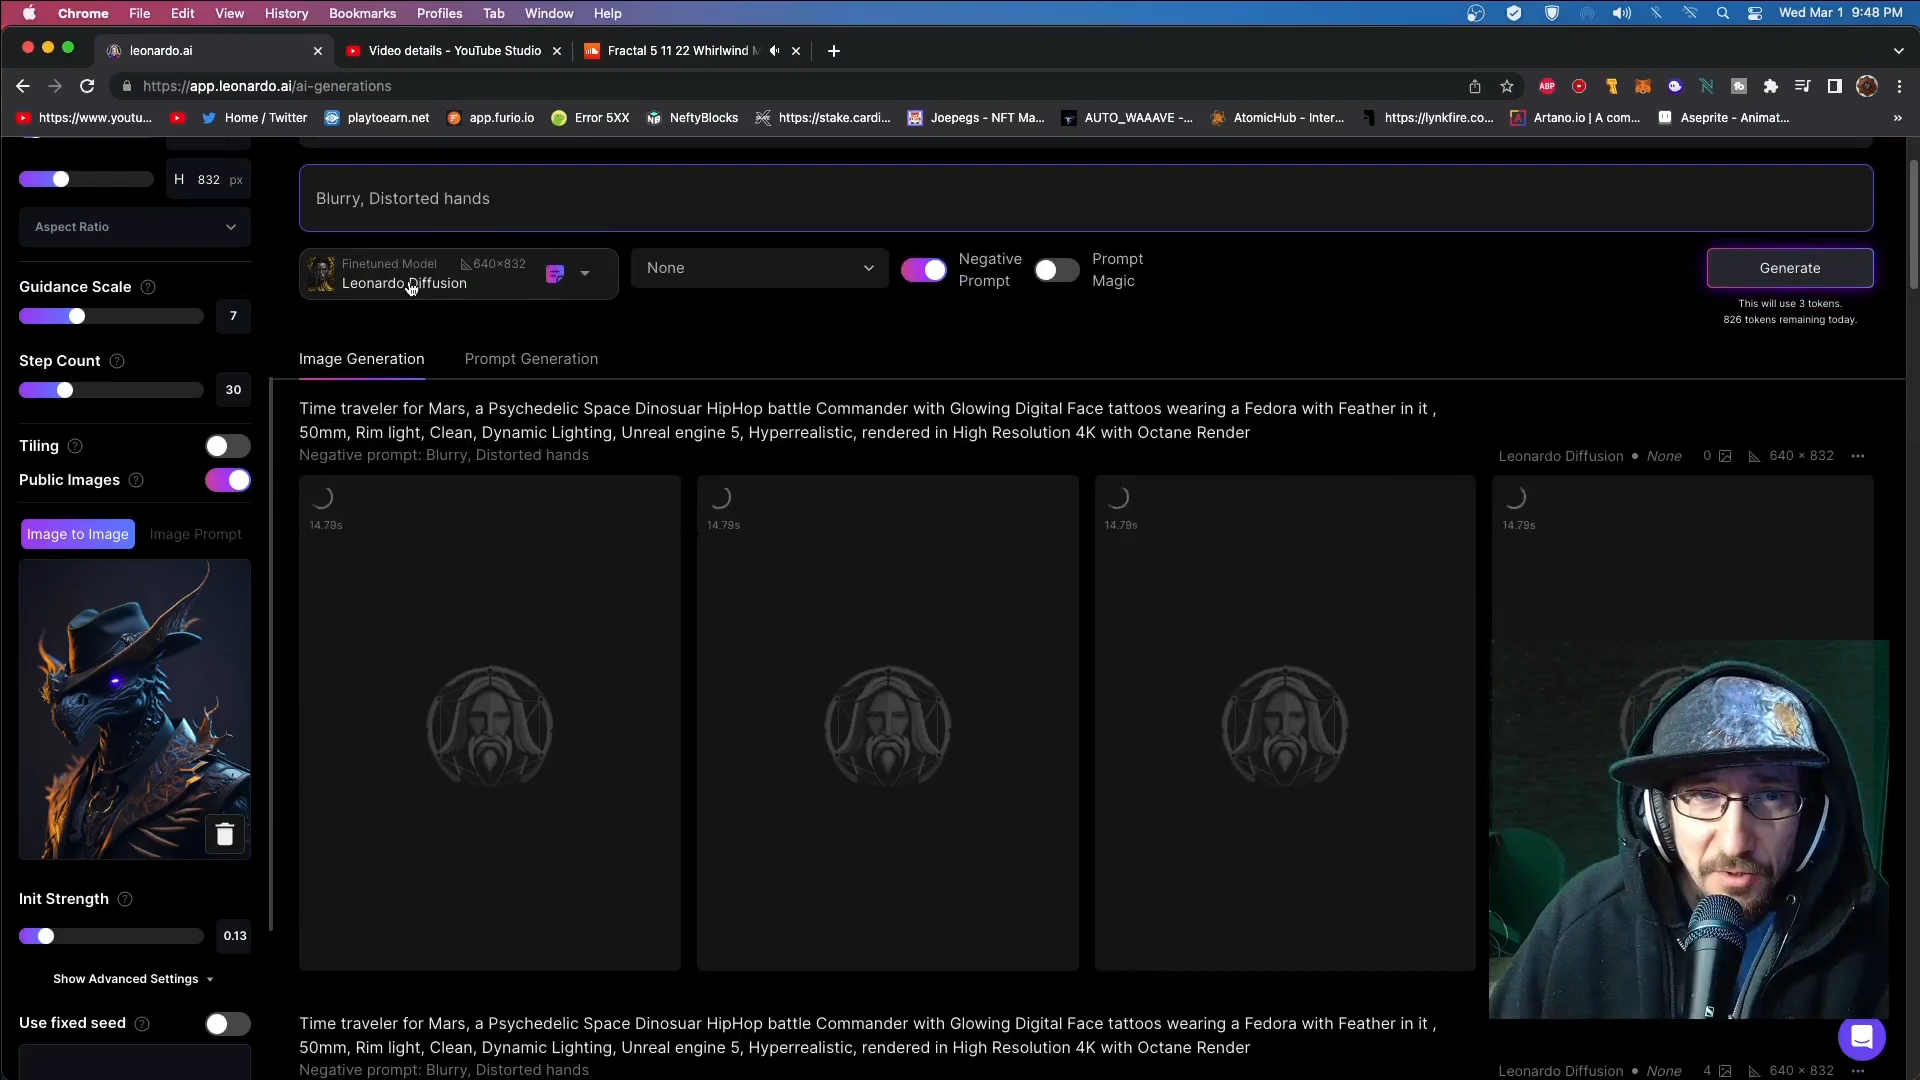 Chrome File Edit View History Bookmarks Profiles Tab Window Help Wed Mar 1 9:48 PM
leonardo.ai Video details - YouTube Studio Fractal 5 11 22 Whirlwind
https://app.leonardo.ai/ai-generations
ABP
https://www.youtu... Home / Twitter playtoearn.net app.furio.io Error 5XX NeftyBlocks https://stake.cardi... Joepegs - NFT Ma... AUTO_WAAAVE -... AtomicHub - Inter... https://lynkfire.co... Artano.io | A com... Aseprite - Animat... »
H 832 px
Aspect Ratio
Blurry, Distorted hands
Finetuned Model 640×832
Leonardo Diffusion
None
Negative Prompt
Prompt Magic
Generate
This will use 3 tokens.
826 tokens remaining today.
Guidance Scale ?
7
Step Count ?
30
Tiling ?
Public Images ?
Image to Image Image Prompt
Init Strength ?
0.13
Show Advanced Settings
Use fixed seed ?
Image Generation Prompt Generation
Time traveler for Mars, a Psychedelic Space Dinosuar HipHop battle Commander with Glowing Digital Face tattoos wearing a Fedora with Feather in it ,
50mm, Rim light, Clean, Dynamic Lighting, Unreal engine 5, Hyperrealistic, rendered in High Resolution 4K with Octane Render
Negative prompt: Blurry, Distorted hands
Leonardo Diffusion • None 0 640 × 832 ...
14.79s 14.79s 14.79s 14.79s
Time traveler for Mars, a Psychedelic Space Dinosuar HipHop battle Commander with Glowing Digital Face tattoos wearing a Fedora with Feather in it ,
50mm, Rim light, Clean, Dynamic Lighting, Unreal engine 5, Hyperrealistic, rendered in High Resolution 4K with Octane Render
Negative prompt: Blurry, Distorted hands
Leonardo Diffusion • None 4 640 × 832 ...